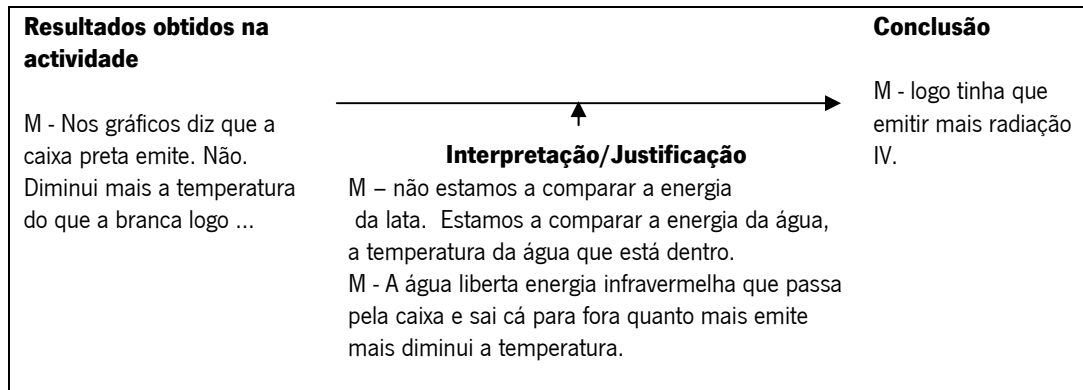 Resultados obtidos na
actividade
M - Nos gráficos diz que a
caixa preta emite. Não.
Diminui mais a temperatura
do que a branca logo ...
Interpretação/Justificação
M – não estamos a comparar a energia
da lata. Estamos a comparar a energia da água,
a temperatura da água que está dentro.
M - A água liberta energia infravermelha que passa
pela caixa e sai cá para fora quanto mais emite
mais diminui a temperatura.
Conclusão
M - logo tinha que
emitir mais radiação
IV.